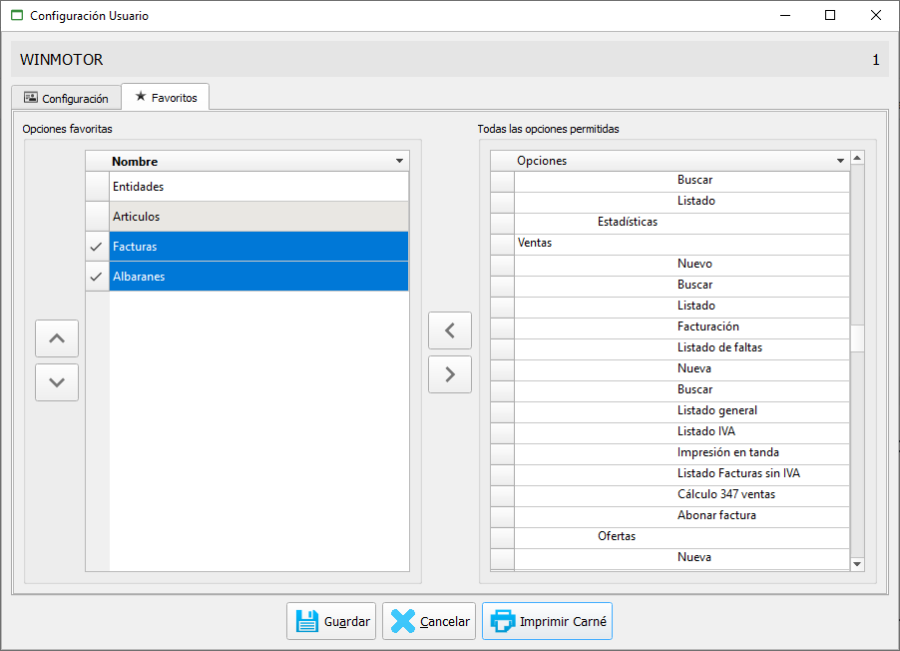 Configuración Usuario
WINMOTOR 1
Configuración Favoritos
Opciones favoritas
Nombre
Entidades
Articulos
Facturas
Albaranes
Todas las opciones permitidas
Opciones
Buscar
Listado
Estadísticas
Ventas
Nuevo
Buscar
Listado
Facturación
Listado de faltas
Nueva
Buscar
Listado general
Listado IVA
Impresión en tanda
Listado Facturas sin IVA
Cálculo 347 ventas
Abonar factura
Ofertas
Nueva
Guardar Cancelar Imprimir Carné